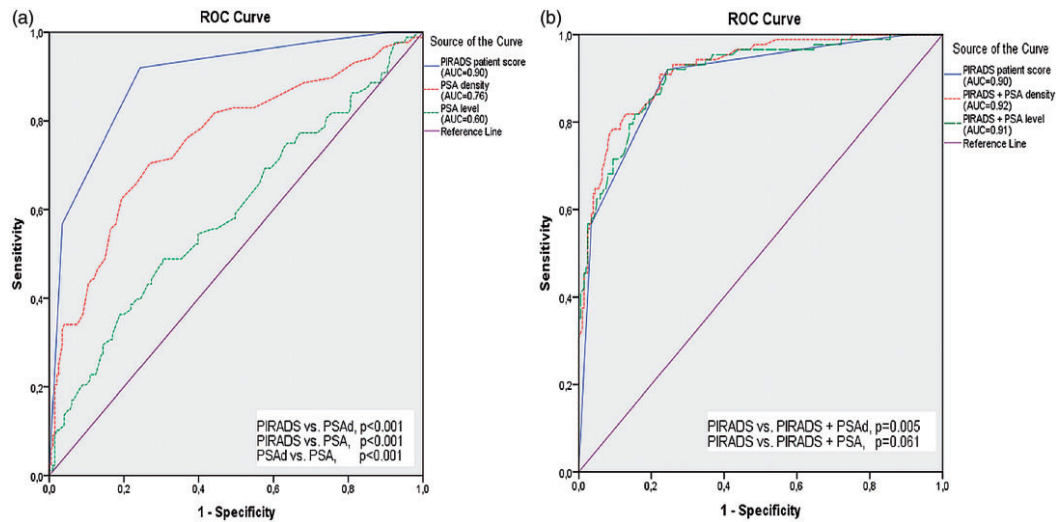 (a)
ROC Curve
1,0
0,8
0,6
0,4
0,2
0,0
Sensitivity
0,0 0,2 0,4 0,6 0,8 1,0
1 - Specificity
Source of the Curve
PIRADS patient score
(AUC=0.90)
PSA density
(AUC=0.76)
PSA level
(AUC=0.60)
Reference Line
PIRADS vs. PSAd, p<0.001
PIRADS vs. PSA, p<0.001
PSAd vs. PSA, p<0.001
(b)
ROC Curve
1,0
0,8
0,6
0,4
0,2
0,0
Sensitivity
0,0 0,2 0,4 0,6 0,8 1,0
1 - Specificity
Source of the Curve
PIRADS patient score
(AUC=0.90)
PIRADS + PSA density
(AUC=0.92)
PIRADS + PSA level
(AUC=0.91)
Reference Line
PIRADS vs. PIRADS + PSAd, p=0.005
PIRADS vs. PIRADS + PSA, p=0.061